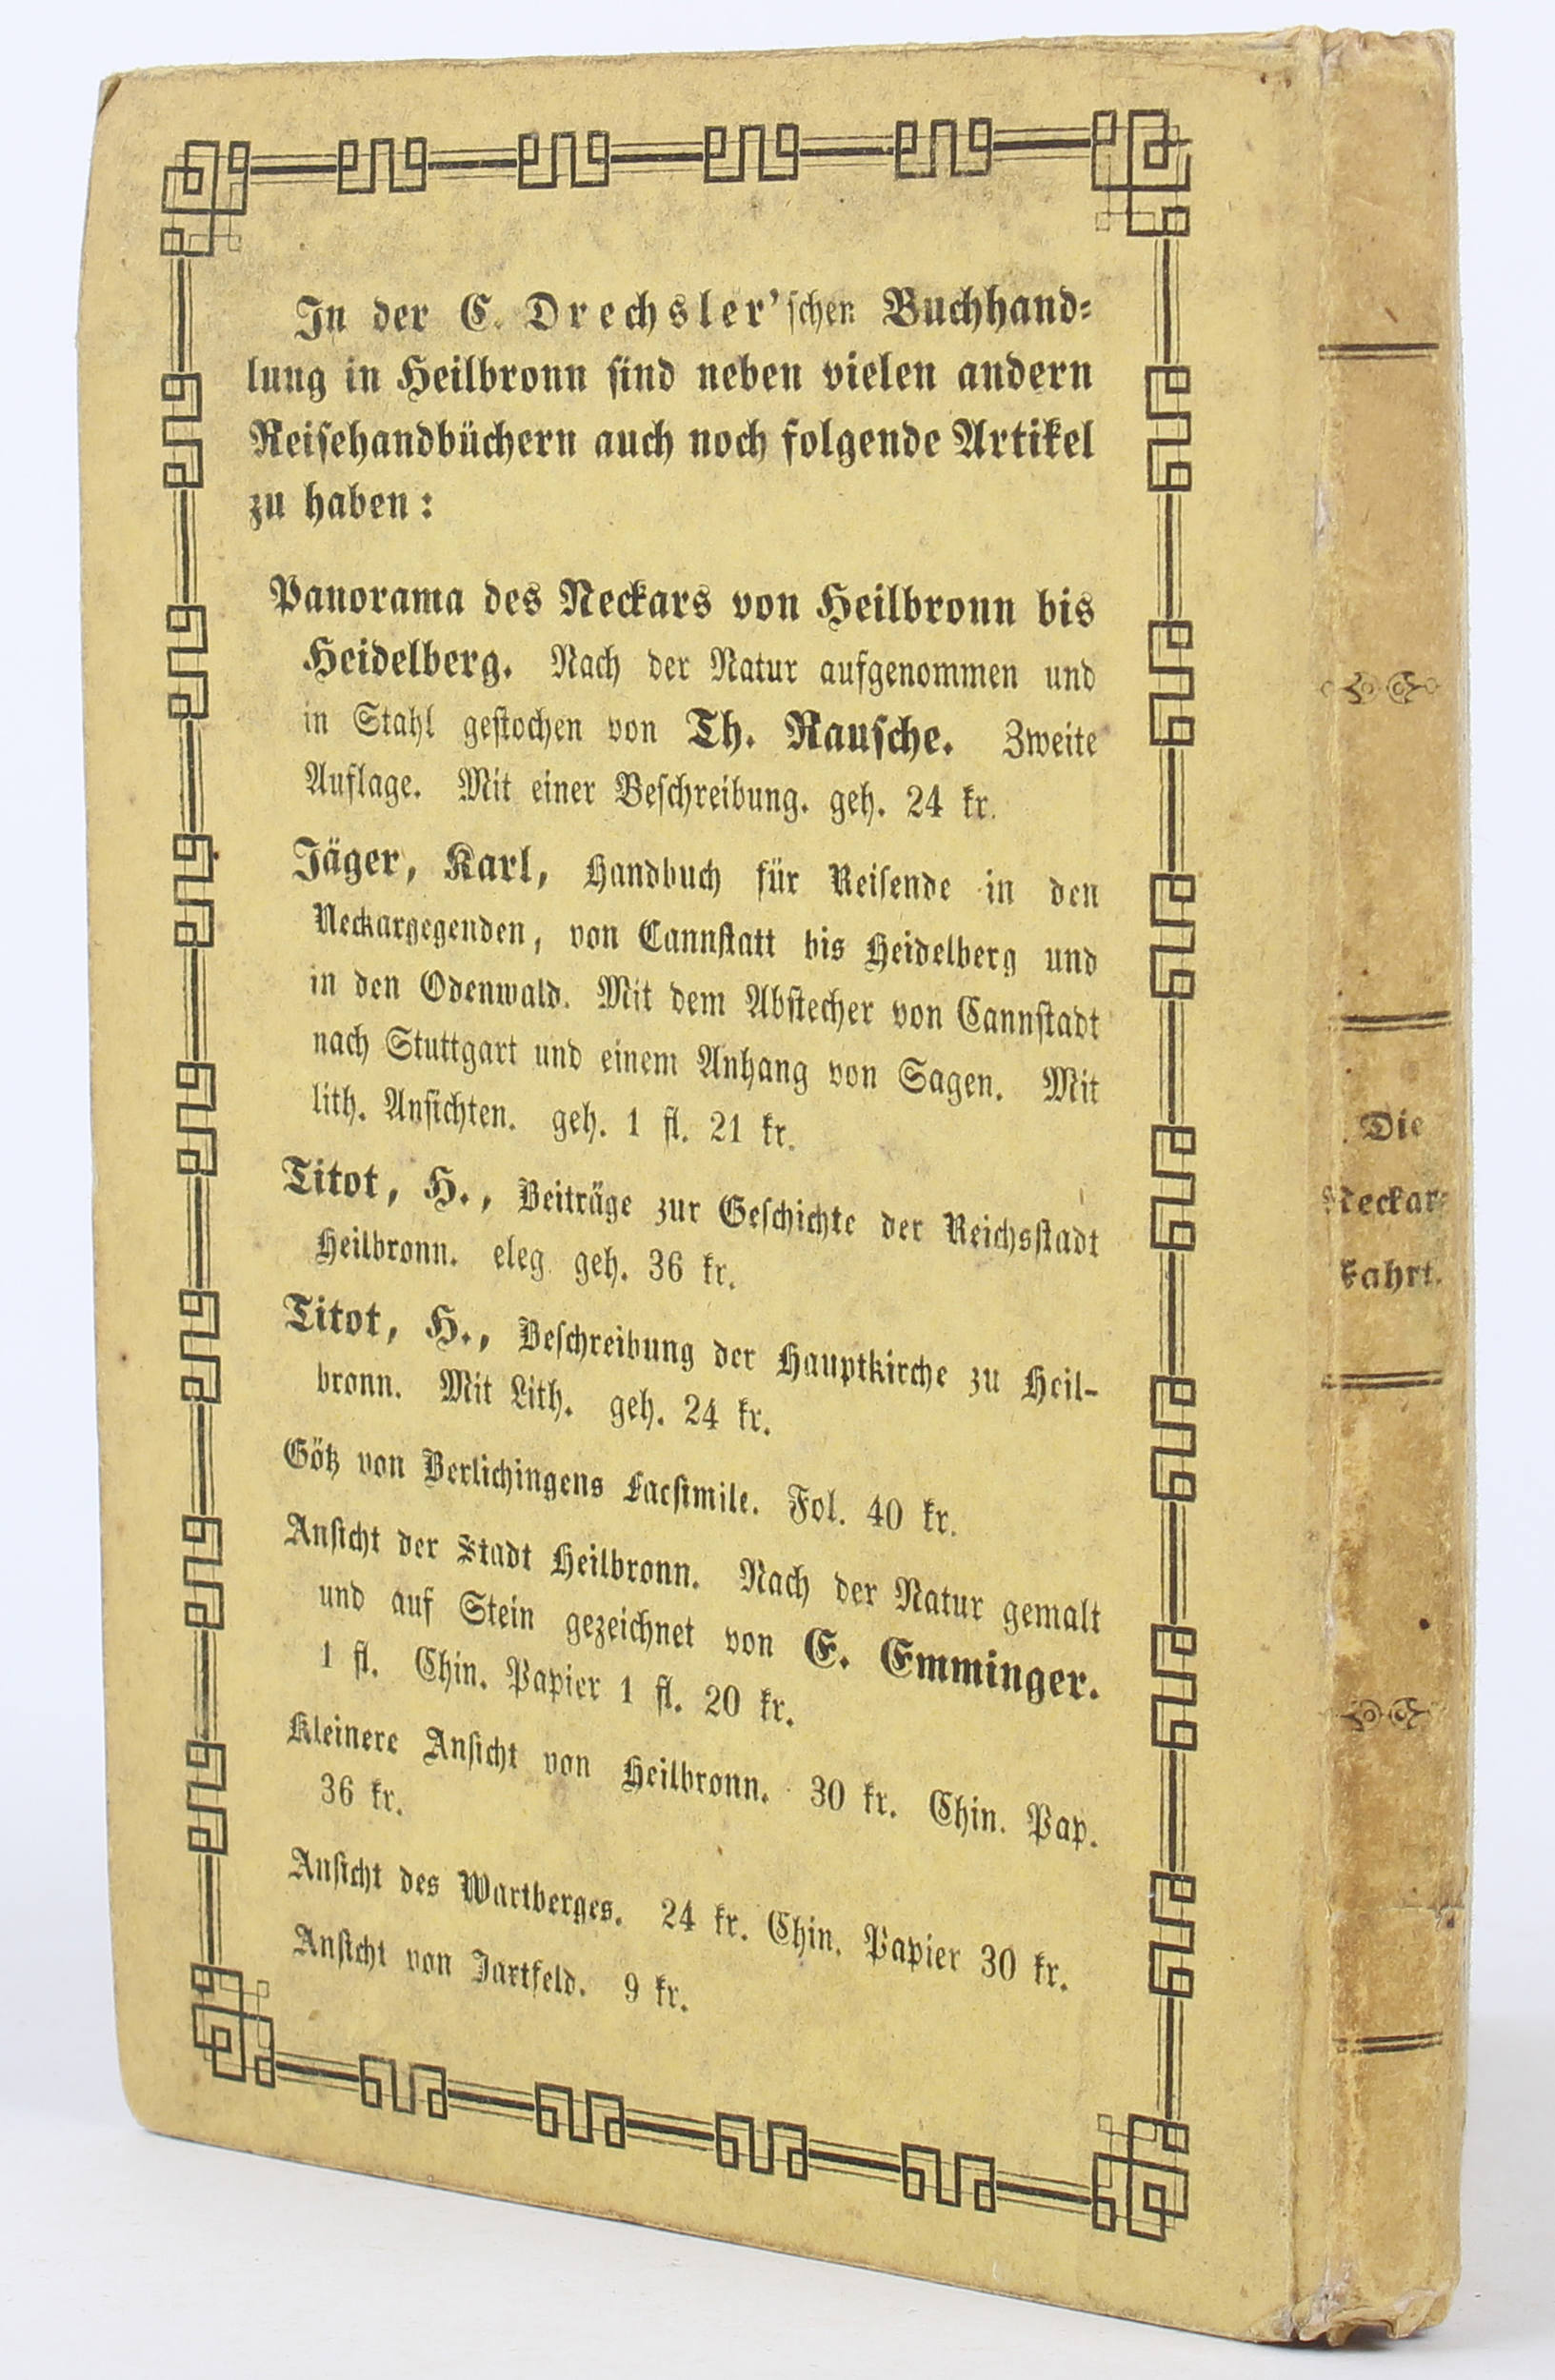 In der C. Drechsler'schen Buchhand-
lung in Heilbronn sind neben vielen andern
Reisehandbüchern auch noch folgende Artikel
zu haben:
Panorama des Neckars von Heilbronn bis
Heidelberg. Nach der Natur aufgenommen und
in Stahl gestochen von Th. Rausche. Zweite
Auflage. Mit einer Beschreibung. geh. 24 kr.
Jäger, Karl, Handbuch für Reisende in den
Neckargegenden, von Cannstatt bis Heidelberg und
in den Odenwald. Mit dem Abstecher von Cannstadt
nach Stuttgart und einem Anhang von Sagen. Mit
lith. Ansichten. geh. 1 fl. 21 kr.
Titot, H., Beiträge zur Geschichte der Reichsstadt
Heilbronn. eleg. geh. 36 kr.
Titot, H., Beschreibung der Hauptkirche zu Heil-
bronn. Mit Lith. geh. 24 kr.
Götz von Berlichingens Facsimile. Fol. 40 kr.
Ansicht der Stadt Heilbronn. Nach der Natur gemalt
und auf Stein gezeichnet von E. Emminger.
1 fl. Chin. Papier 1 fl. 20 kr.
Kleinere Ansicht von Heilbronn. 30 kr. Chin. Pap.
36 kr.
Ansicht des Wartberges. 24 kr. Chin. Papier 30 kr.
Ansicht von Jaxtfeld. 9 kr.
Die
Neckar-
fahrt.